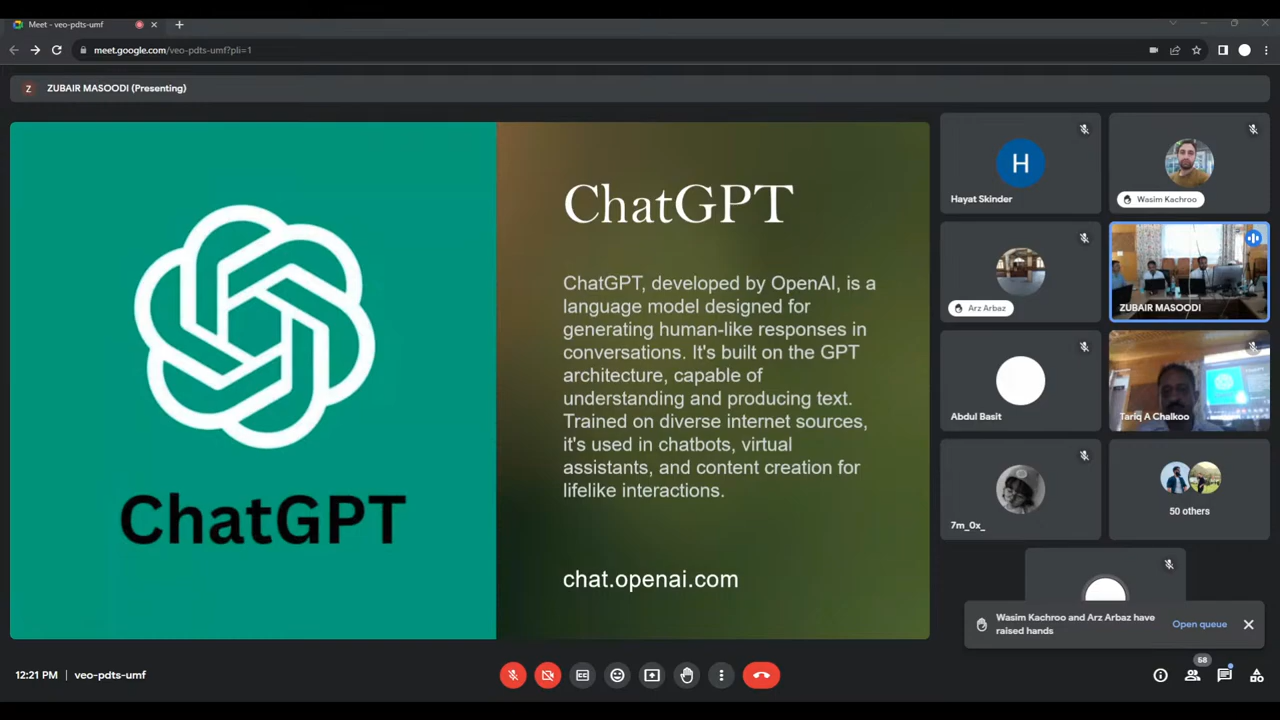 Meet - veo-pdts-umf
meet.google.com/veo-pdts-umf?pli=1
Z
ZUBAIR MASOODI (Presenting)
ChatGPT
ChatGPT
ChatGPT, developed by OpenAI, is a
language model designed for
generating human-like responses in
conversations. It's built on the GPT
architecture, capable of
understanding and producing text.
Trained on diverse internet sources,
it's used in chatbots, virtual
assistants, and content creation for
lifelike interactions.
chat.openai.com
H
Hayat Skinder
Wasim Kachroo
Arz Arbaz
ZUBAIR MASOODI
Abdul Basit
Tariq A Chalkoo
7m_0x_
50 others
Wasim Kachroo and Arz Arbaz have
raised hands
Open queue
12:21 PM | veo-pdts-umf
58